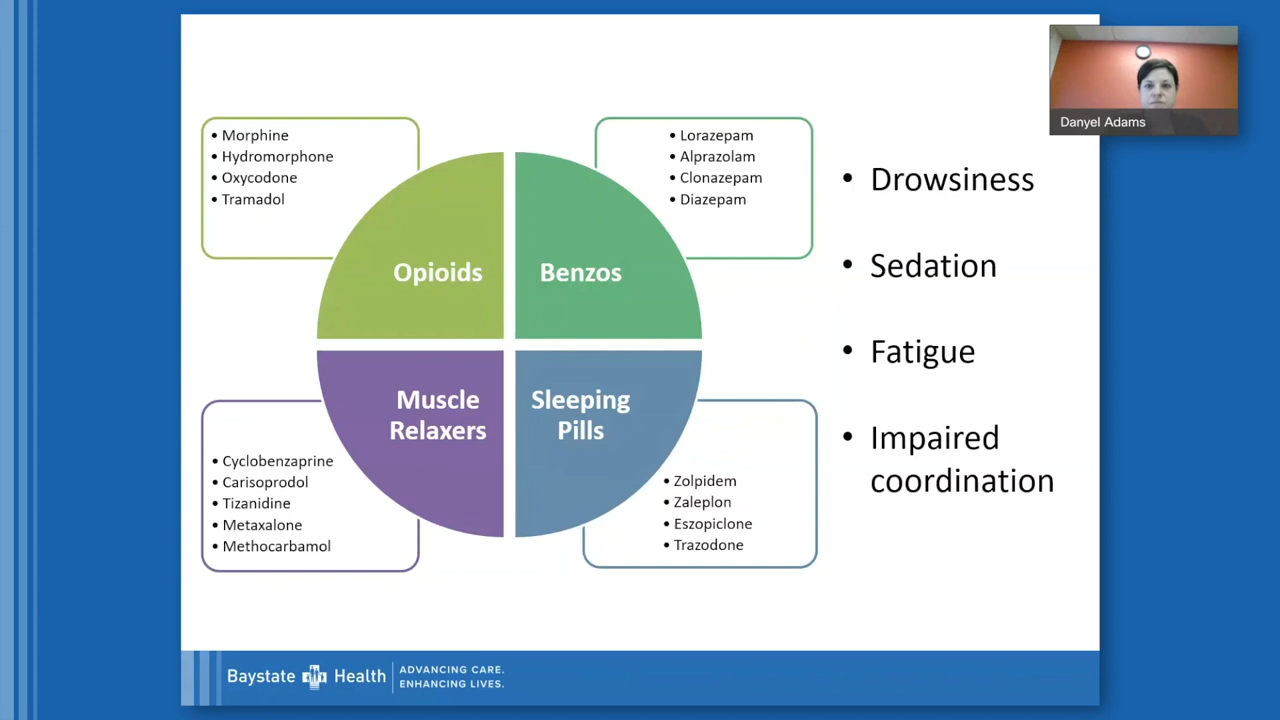 • Morphine
• Hydromorphone
• Oxycodone
• Tramadol
• Lorazepam
• Alprazolam
• Clonazepam
• Diazepam
Opioids
Benzos
Muscle
Relaxers
Sleeping
Pills
• Cyclobenzaprine
• Carisoprodol
• Tizanidine
• Metaxalone
• Methocarbamol
• Zolpidem
• Zaleplon
• Eszopiclone
• Trazodone
• Drowsiness
• Sedation
• Fatigue
• Impaired
coordination
Danyel Adams
Baystate Health
ADVANCING CARE.
ENHANCING LIVES.